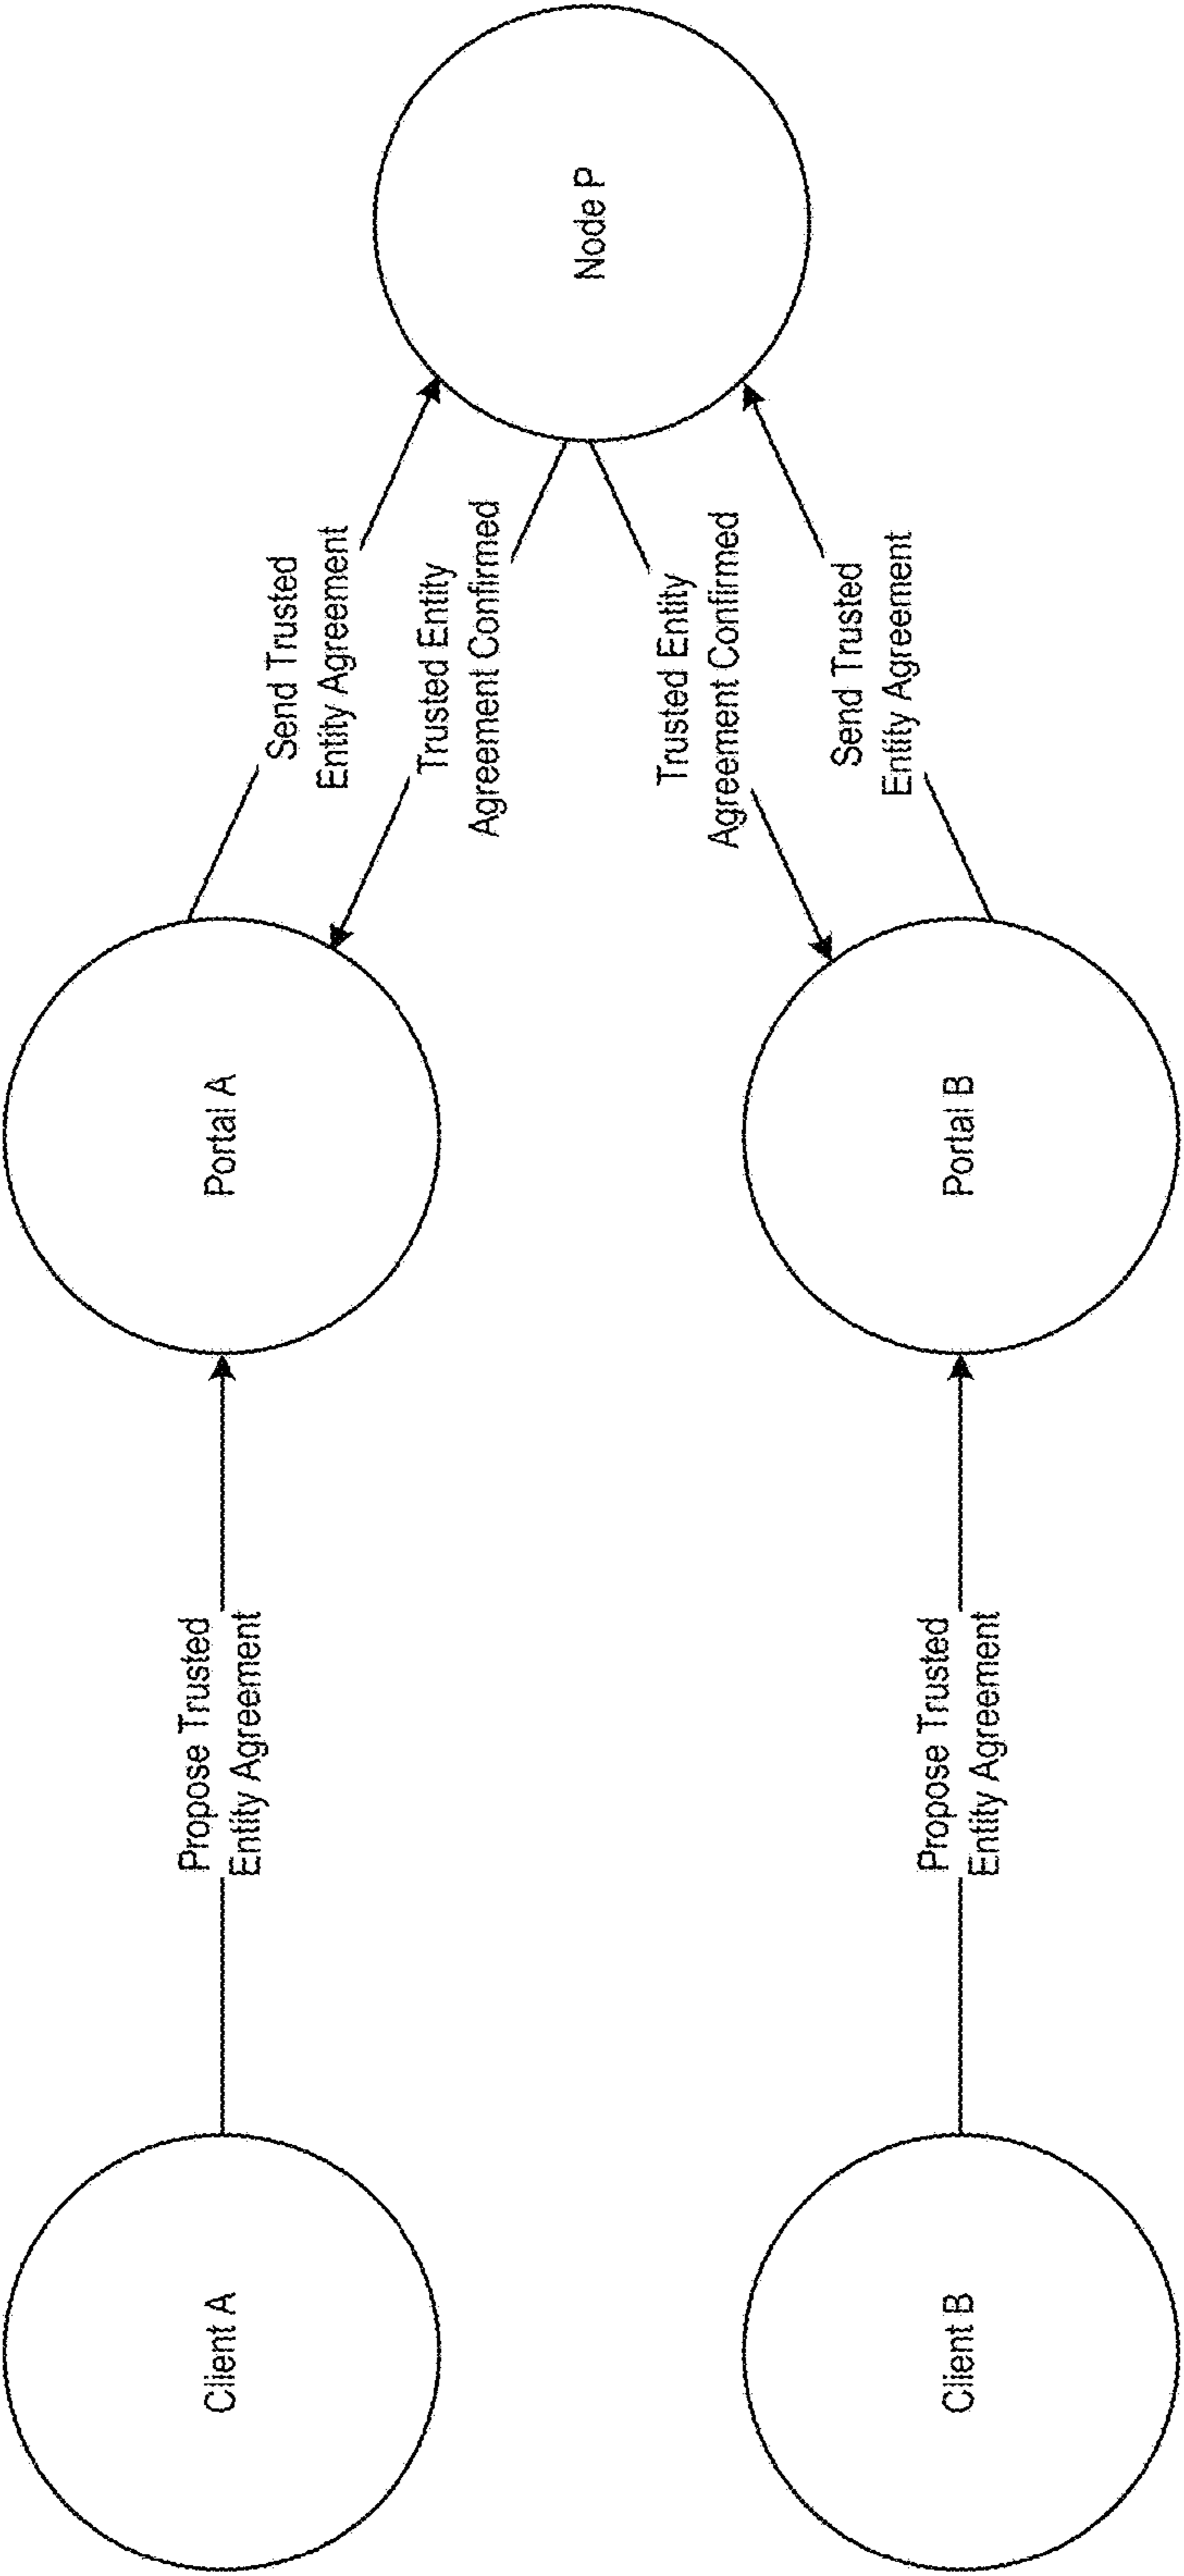 Client A
Propose Trusted
Entity Agreement
Portal A
Send Trusted
Entity Agreement
Trusted Entity
Agreement Confirmed
Node P
Trusted Entity
Agreement Confirmed
Send Trusted
Entity Agreement
Client B
Propose Trusted
Entity Agreement
Portal B